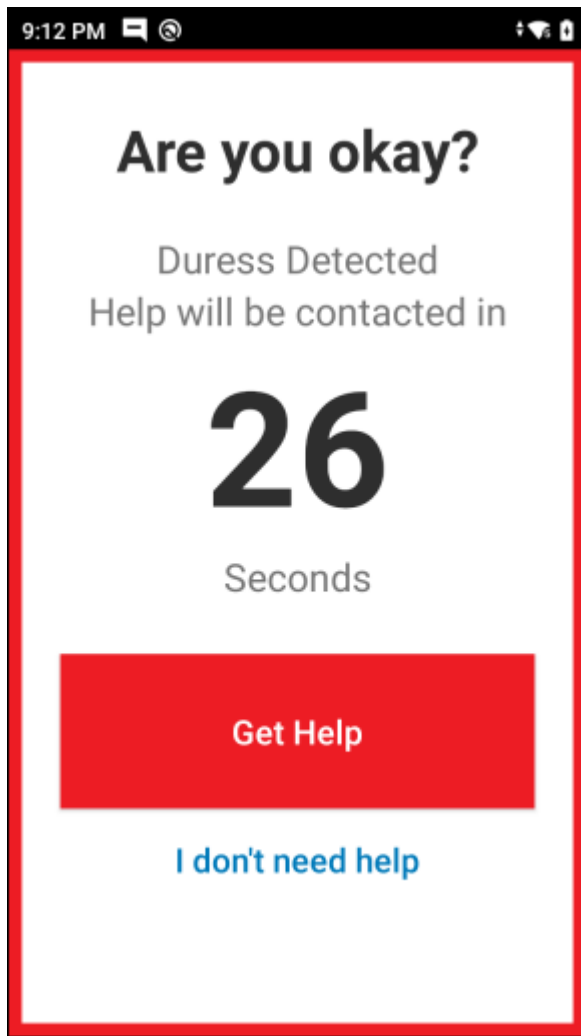 9:12 PM
Are you okay?
Duress Detected
Help will be contacted in
26
Seconds
Get Help
I don't need help